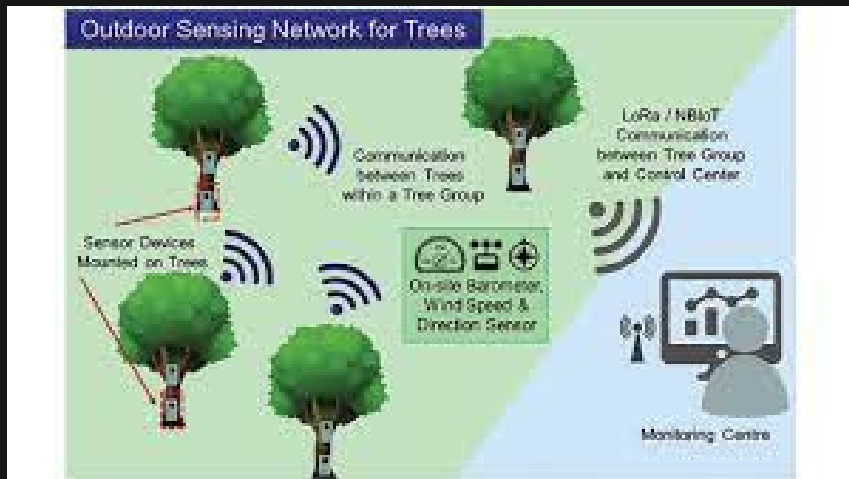 Outdoor Sensing Network for Trees
Communication
between Trees
within a Tree Group
LoRa / NBIoT
Communication
between Tree Group
and Control Center
Sensor Devices
Mounted on Trees
On-site Barometer,
Wind Speed &
Direction Sensor
Monitoring Centre